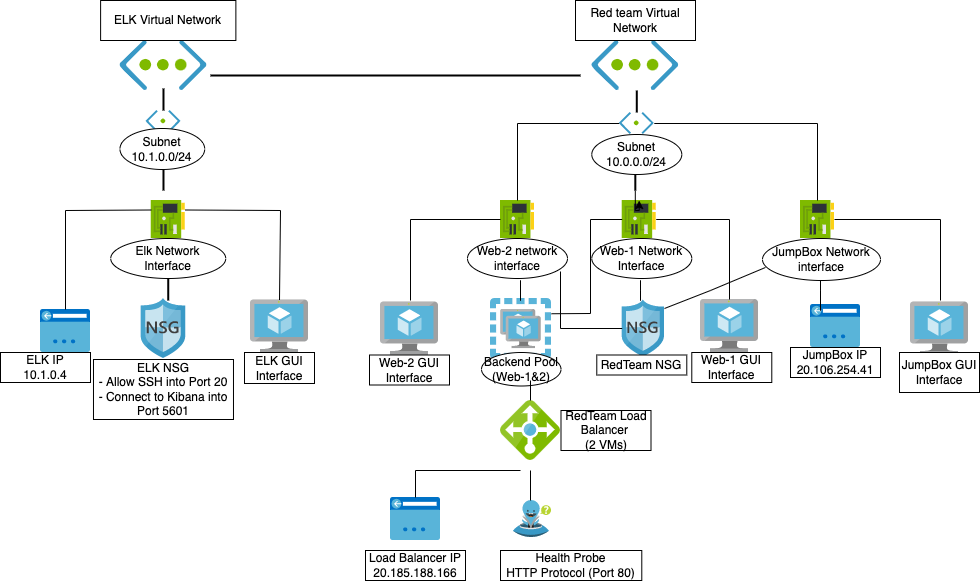 ELK Virtual Network
Red team Virtual
Network
Subnet
10.1.0.0/24
Subnet
10.0.0.0/24
Elk Network
Interface
Web-2 network
interface
Web-1 Network
Interface
JumpBox Network
interface
NSG
NSG
ELK IP
10.1.0.4
ELK NSG
- Allow SSH into Port 20
- Connect to Kibana into
Port 5601
ELK GUI
Interface
Web-2 GUI
Interface
Backend Pool
(Web-1&2)
RedTeam NSG
Web-1 GUI
Interface
JumpBox IP
20.106.254.41
JumpBox GUI
Interface
RedTeam Load
Balancer
(2 VMs)
Load Balancer IP
20.185.188.166
?
Health Probe
HTTP Protocol (Port 80)